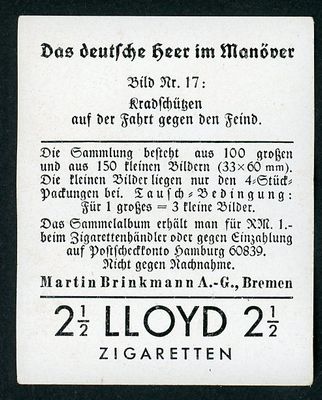 Das deutsche Heer im Manöver
Bild Nr. 17:
Kradschützen
auf der Fahrt gegen den Feind.
Die Sammlung besteht aus 100 großen
und aus 150 kleinen Bildern (33×60 mm).
Die kleinen Bilder liegen nur den 4-Stück-
Packungen bei. Tausch-Bedingung:
Für 1 großes = 3 kleine Bilder.
Das Sammelalbum erhält man für RM. 1.-
beim Zigarettenhändler oder gegen Einzahlung
auf Postscheckkonto Hamburg 60839.
Nicht gegen Nachnahme.
Martin Brinkmann A.-G., Bremen
2½ LLOYD 2½
ZIGARETTEN